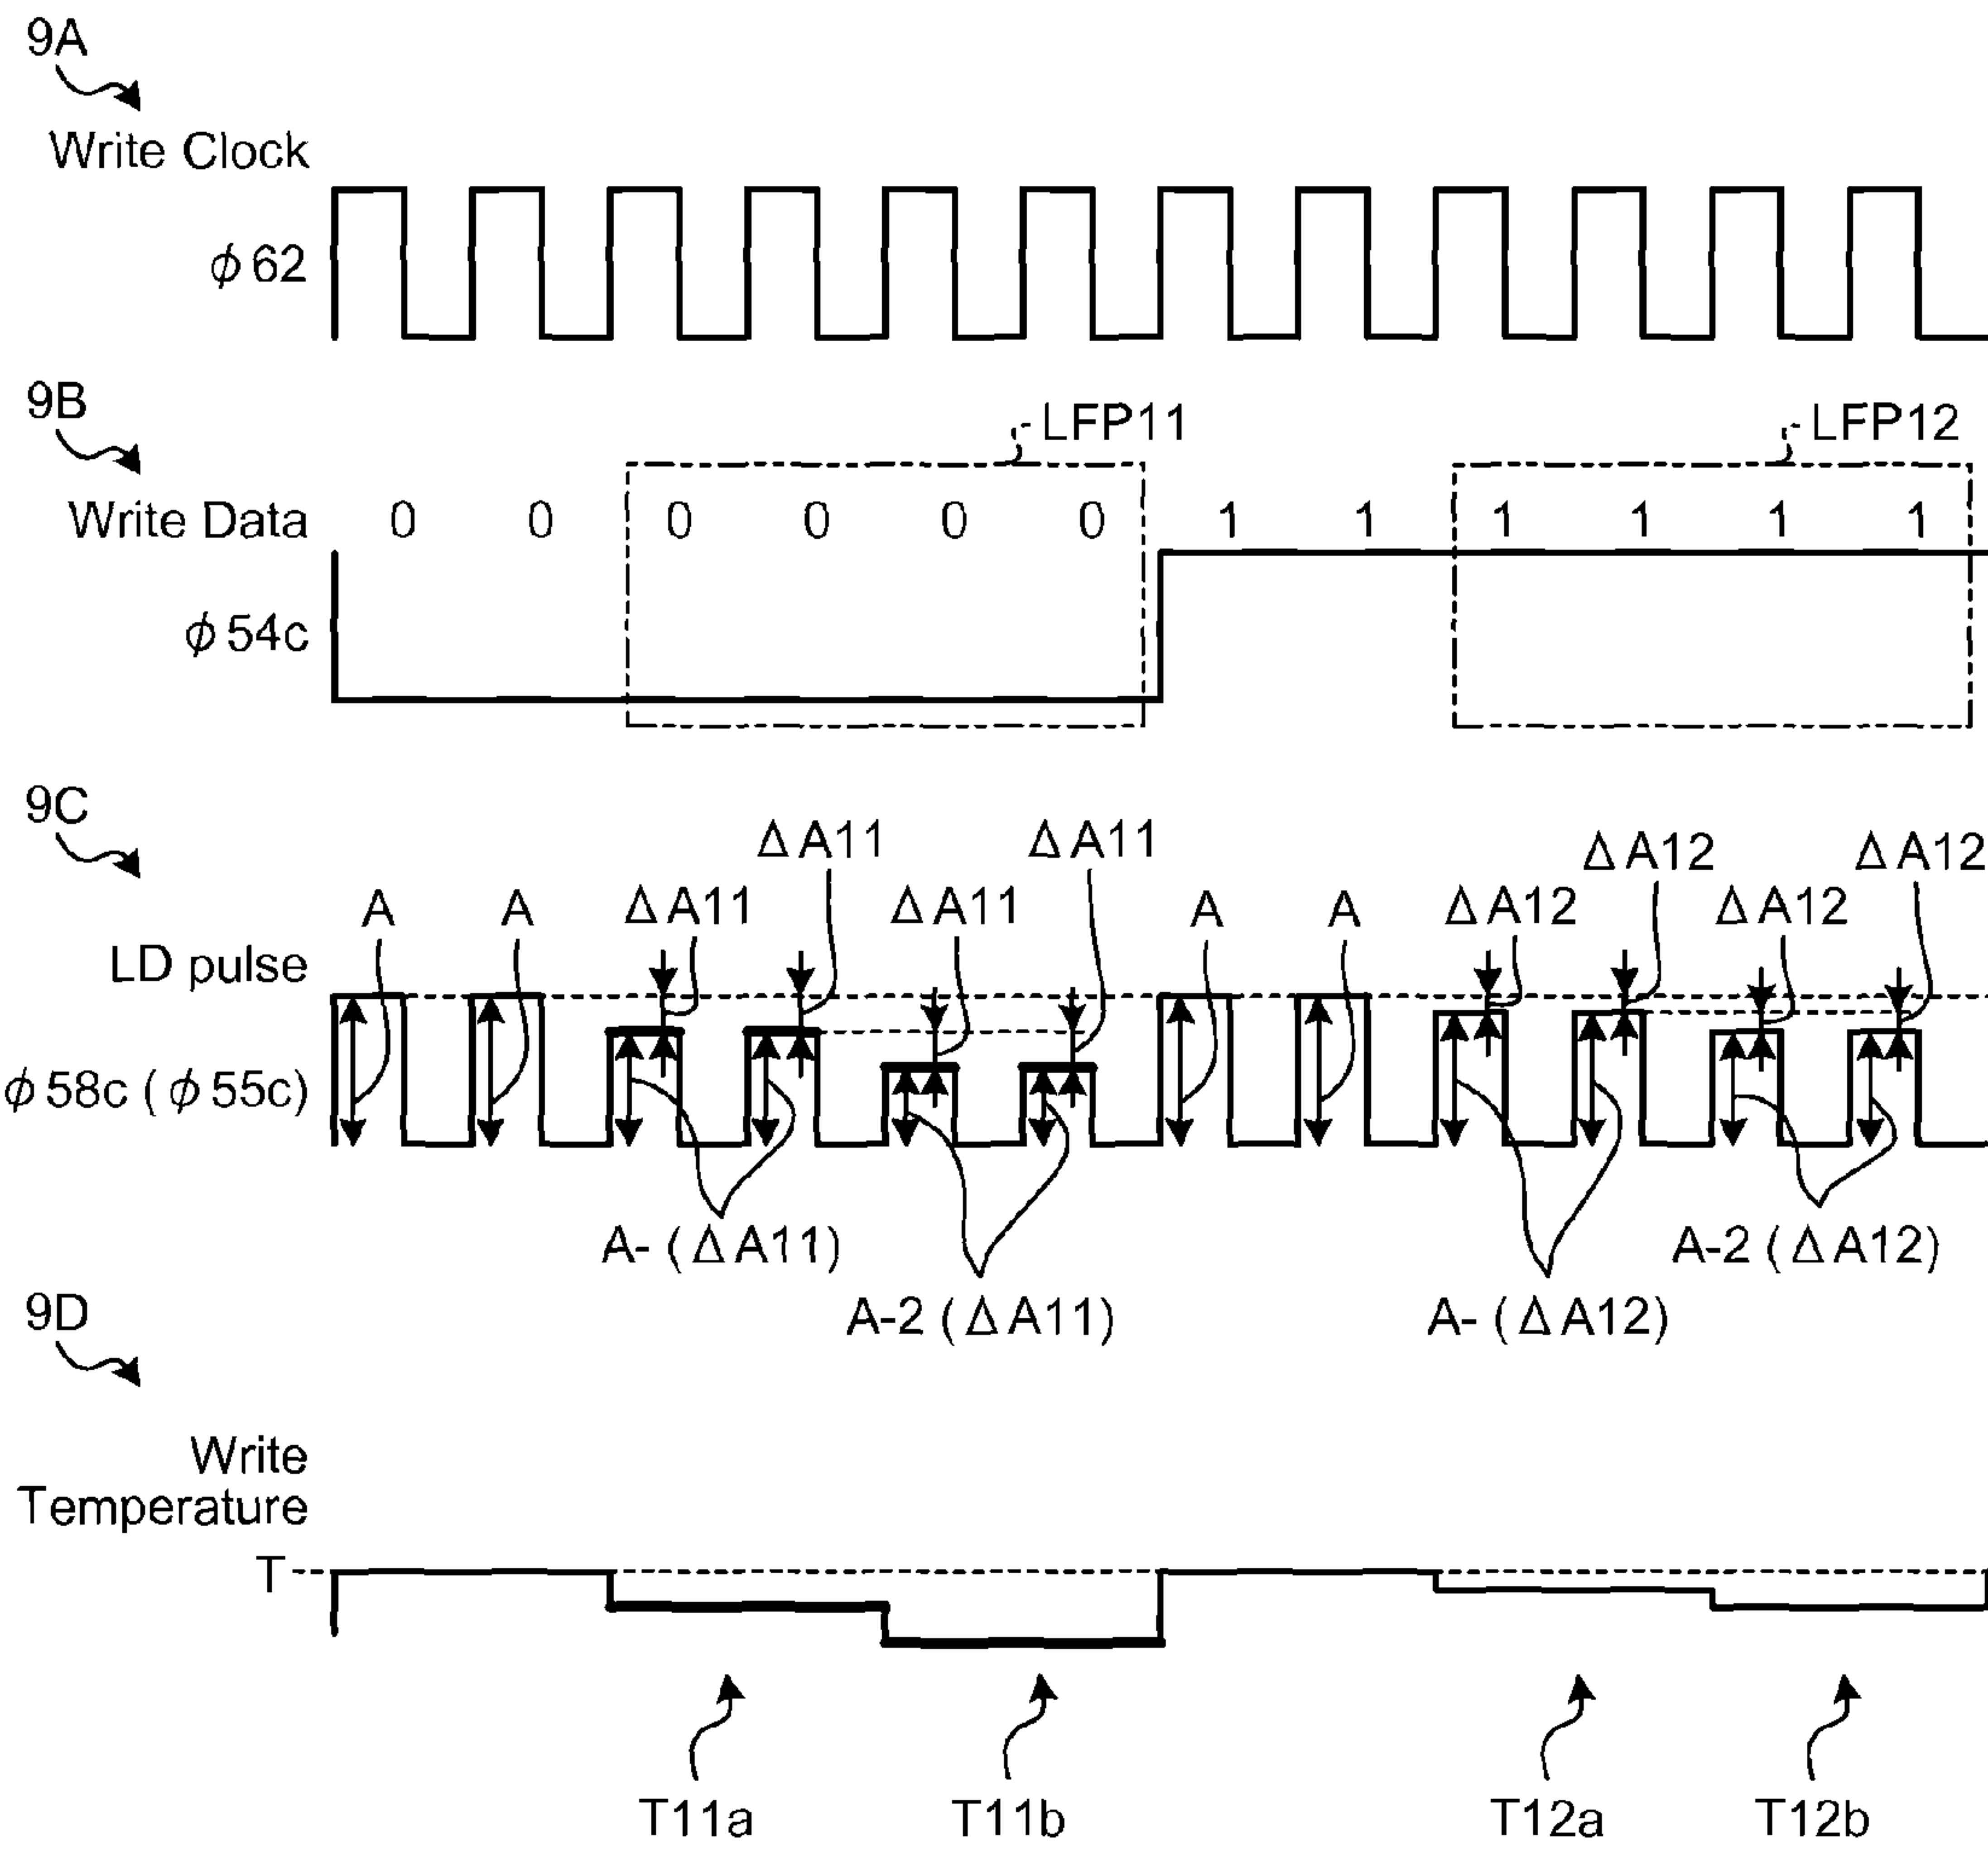 9A
Write Clock
ϕ62
9B
LFP11 LFP12
Write Data 0 0 0 0 0 0 1 1 1 1 1 1
ϕ54c
9C
ΔA11 ΔA11 ΔA12 ΔA12
A A ΔA11 ΔA11 A A ΔA12 ΔA12
LD pulse
ϕ58c (ϕ55c)
A- (ΔA11) A-2 (ΔA12)
A-2 (ΔA11) A- (ΔA12)
9D
Write
Temperature
T
T11a T11b T12a T12b